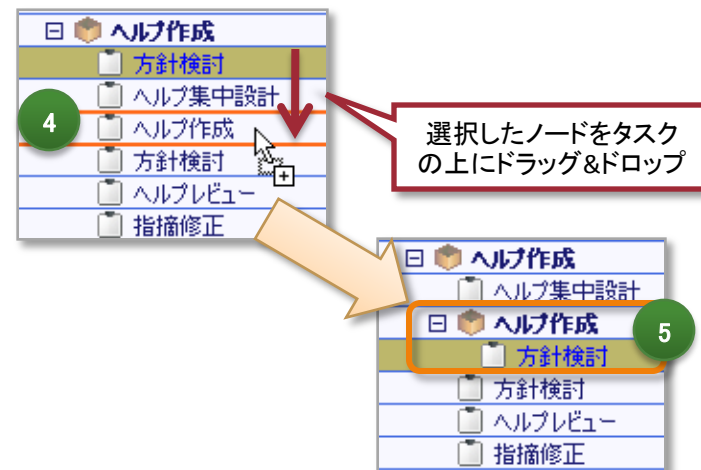 ヘルプ作成
方針検討
ヘルプ集中設計
4
ヘルプ作成
方針検討
ヘルプレビュー
指摘修正
選択したノードをタスク
の上にドラッグ&ドロップ
ヘルプ作成
ヘルプ集中設計
ヘルプ作成
5
方針検討
方針検討
ヘルプレビュー
指摘修正